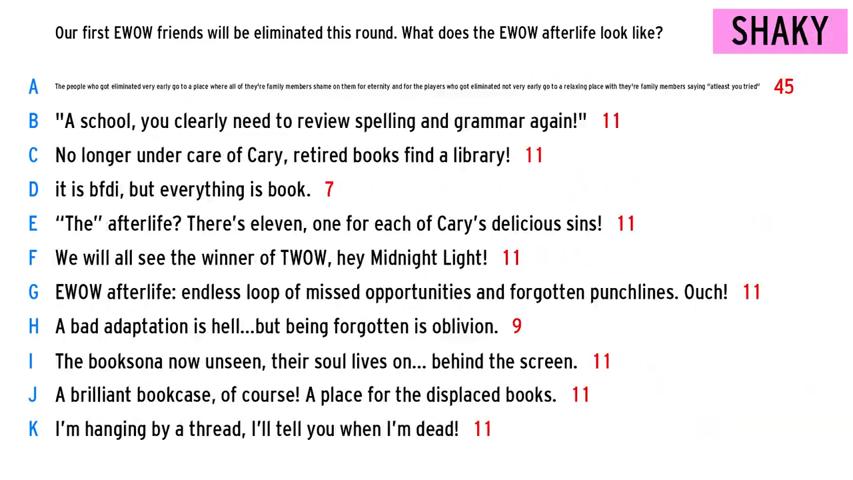 Our first EWOW friends will be eliminated this round. What does the EWOW afterlife look like?
SHAKY
A The people who got eliminated very early go to a place where all of they're family members shame on them for eternity and for the players who got eliminated not very early go to a relaxing place with they're family members saying "atleast you tried" 45
B "A school, you clearly need to review spelling and grammar again!" 11
C No longer under care of Cary, retired books find a library! 11
D it is bfdi, but everything is book. 7
E “The” afterlife? There’s eleven, one for each of Cary’s delicious sins! 11
F We will all see the winner of TWOW, hey Midnight Light! 11
G EWOW afterlife: endless loop of missed opportunities and forgotten punchlines. Ouch! 11
H A bad adaptation is hell...but being forgotten is oblivion. 9
I The booksona now unseen, their soul lives on... behind the screen. 11
J A brilliant bookcase, of course! A place for the displaced books. 11
K I’m hanging by a thread, I’ll tell you when I’m dead! 11